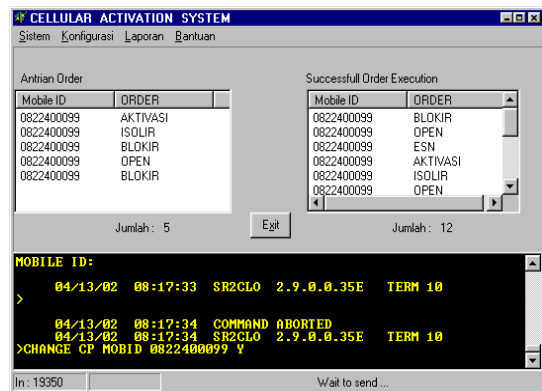 CELLULAR ACTIVATION SYSTEM
Sistem Konfigurasi Laporan Bantuan
Antrian Order
Mobile ID ORDER
0822400099 AKTIVASI
0822400099 ISOLIR
0822400099 BLOKIR
0822400099 OPEN
0822400099 BLOKIR
Jumlah : 5
Successfull Order Execution
Mobile ID ORDER
0822400099 BLOKIR
0822400099 OPEN
0822400099 ESN
0822400099 AKTIVASI
0822400099 ISOLIR
0822400099 OPEN
Jumlah : 12
Exit
MOBILE ID:
04/13/02 08:17:33 SR2CLO 2.9.0.0.35E TERM 10
>
04/13/02 08:17:34 COMMAND ABORTED
04/13/02 08:17:34 SR2CLO 2.9.0.0.35E TERM 10
>CHANGE CP MOBID 0822400099 Y
In : 19350 Wait to send ...